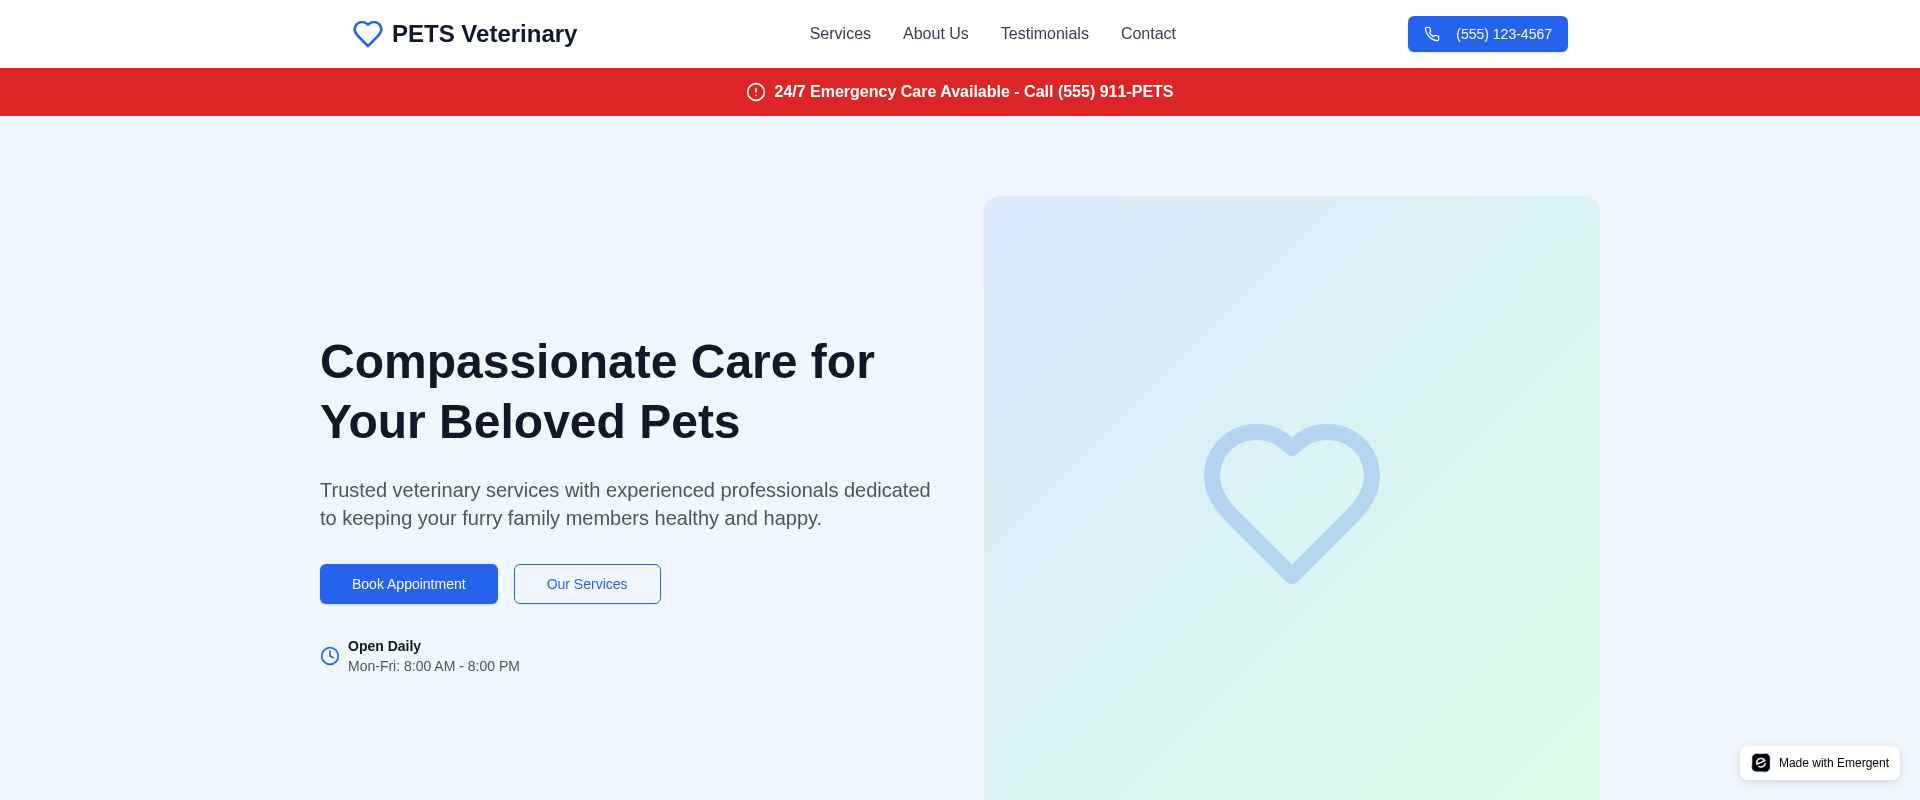 PETS Veterinary
Services
About Us
Testimonials
Contact
(555) 123-4567
24/7 Emergency Care Available - Call (555) 911-PETS
Compassionate Care for
Your Beloved Pets
Trusted veterinary services with experienced professionals dedicated
to keeping your furry family members healthy and happy.
Book Appointment
Our Services
Open Daily
Mon-Fri: 8:00 AM - 8:00 PM
Made with Emergent